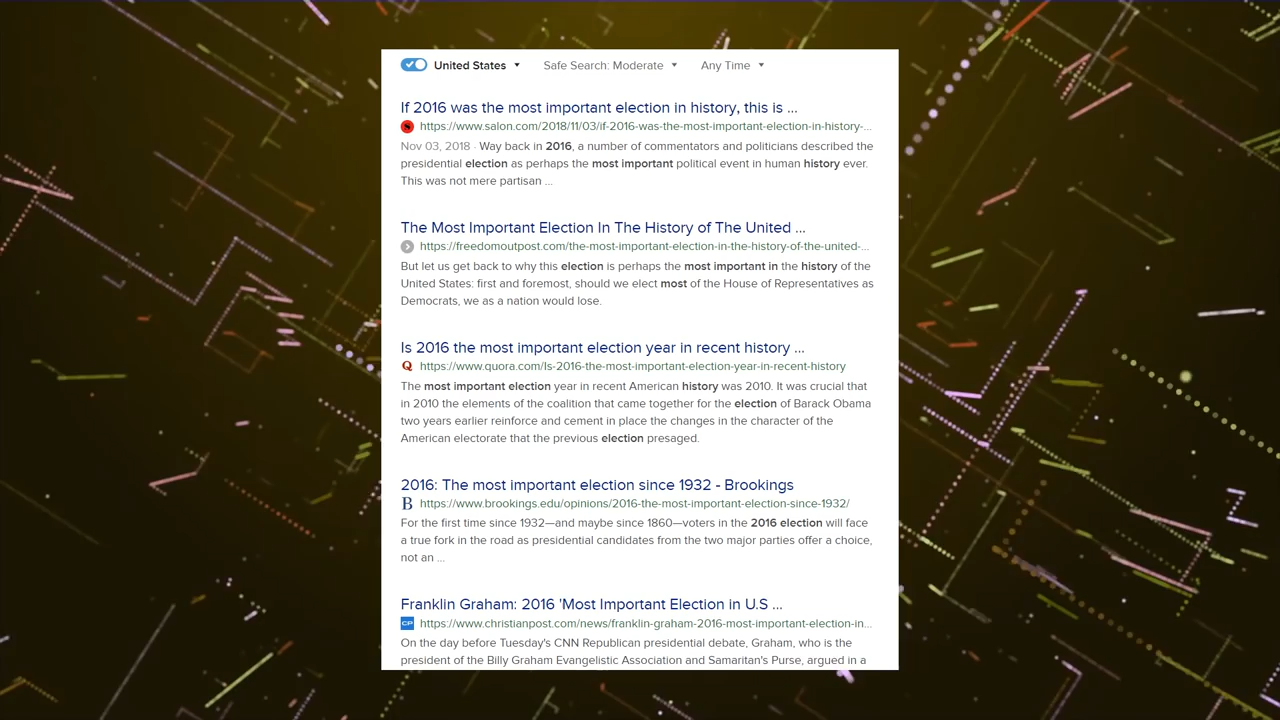 United States
Safe Search: Moderate
Any Time
If 2016 was the most important election in history, this is ...
https://www.salon.com/2018/11/03/if-2016-was-the-most-important-election-in-history-...
Nov 03, 2018 · Way back in 2016, a number of commentators and politicians described the
presidential election as perhaps the most important political event in human history ever.
This was not mere partisan ...
The Most Important Election In The History of The United ...
https://freedomoutpost.com/the-most-important-election-in-the-history-of-the-united-...
But let us get back to why this election is perhaps the most important in the history of the
United States: first and foremost, should we elect most of the House of Representatives as
Democrats, we as a nation would lose.
Is 2016 the most important election year in recent history ...
Q https://www.quora.com/Is-2016-the-most-important-election-year-in-recent-history
The most important election year in recent American history was 2010. It was crucial that
in 2010 the elements of the coalition that came together for the election of Barack Obama
two years earlier reinforce and cement in place the changes in the character of the
American electorate that the previous election presaged.
2016: The most important election since 1932 - Brookings
B https://www.brookings.edu/opinions/2016-the-most-important-election-since-1932/
For the first time since 1932—and maybe since 1860—voters in the 2016 election will face
a true fork in the road as presidential candidates from the two major parties offer a choice,
not an ...
Franklin Graham: 2016 'Most Important Election in U.S ...
CP https://www.christianpost.com/news/franklin-graham-2016-most-important-election-in...
On the day before Tuesday's CNN Republican presidential debate, Graham, who is the
president of the Billy Graham Evangelistic Association and Samaritan's Purse, argued in a